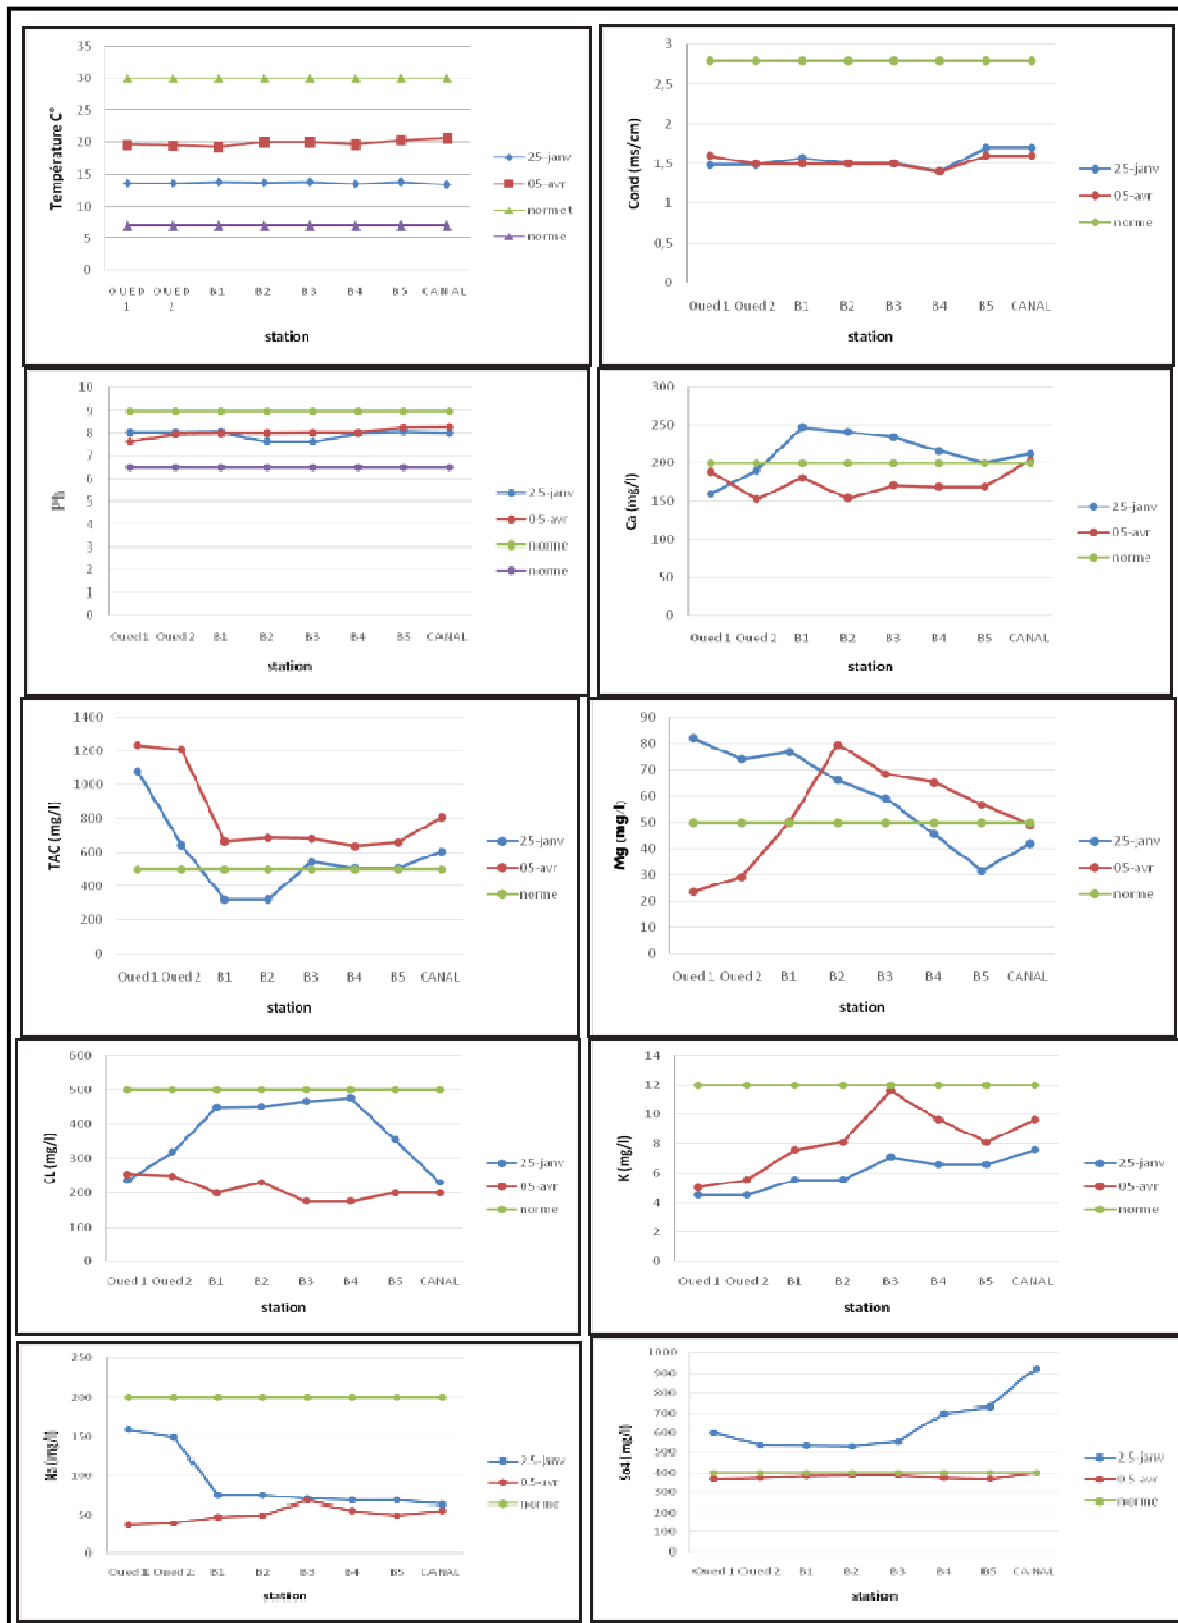 35
30
25
20
15
10
5
0
Température C°
OUED 1
OUED 2
B1
B2
B3
B4
B5
CANAL
station
25-janv
05-avr
norme t
norme
3
2,5
2
1,5
1
0,5
0
Cond (ms/cm)
Oued 1
Oued 2
B1
B2
B3
B4
B5
CANAL
station
25-janv
05-avr
norme
10
9
8
7
6
5
4
3
2
1
0
Ph
Oued 1
Oued 2
B1
B2
B3
B4
B5
CANAL
station
25-janv
05-avr
norme
norme
300
250
200
150
100
50
0
Ca (mg/l)
Oued 1
Oued 2
B1
B2
B3
B4
B5
CANAL
station
25-janv
05-avr
norme
1400
1200
1000
800
600
400
200
0
TAC (mg/l)
Oued 1
Oued 2
B1
B2
B3
B4
B5
CANAL
station
25-janv
05-avr
norme
90
80
70
60
50
40
30
20
10
0
Mg (mg/l)
Oued 1
Oued 2
B1
B2
B3
B4
B5
CANAL
station
25-janv
05-avr
norme
600
500
400
300
200
100
0
CL (mg/l)
Oued 1
Oued 2
B1
B2
B3
B4
B5
CANAL
station
25-janv
05-avr
norme
14
12
10
8
6
4
2
0
K (mg/l)
Oued 1
Oued 2
B1
B2
B3
B4
B5
CANAL
station
25-janv
05-avr
norme
250
200
150
100
50
0
Na (mg/l)
Oued 1
Oued 2
B1
B2
B3
B4
B5
CANAL
station
25-janv
05-avr
norme
1000
900
800
700
600
500
400
300
200
100
0
So4 (mg/l)
Oued 1
Oued 2
B1
B2
B3
B4
B5
CANAL
station
25-janv
05-avr
norme